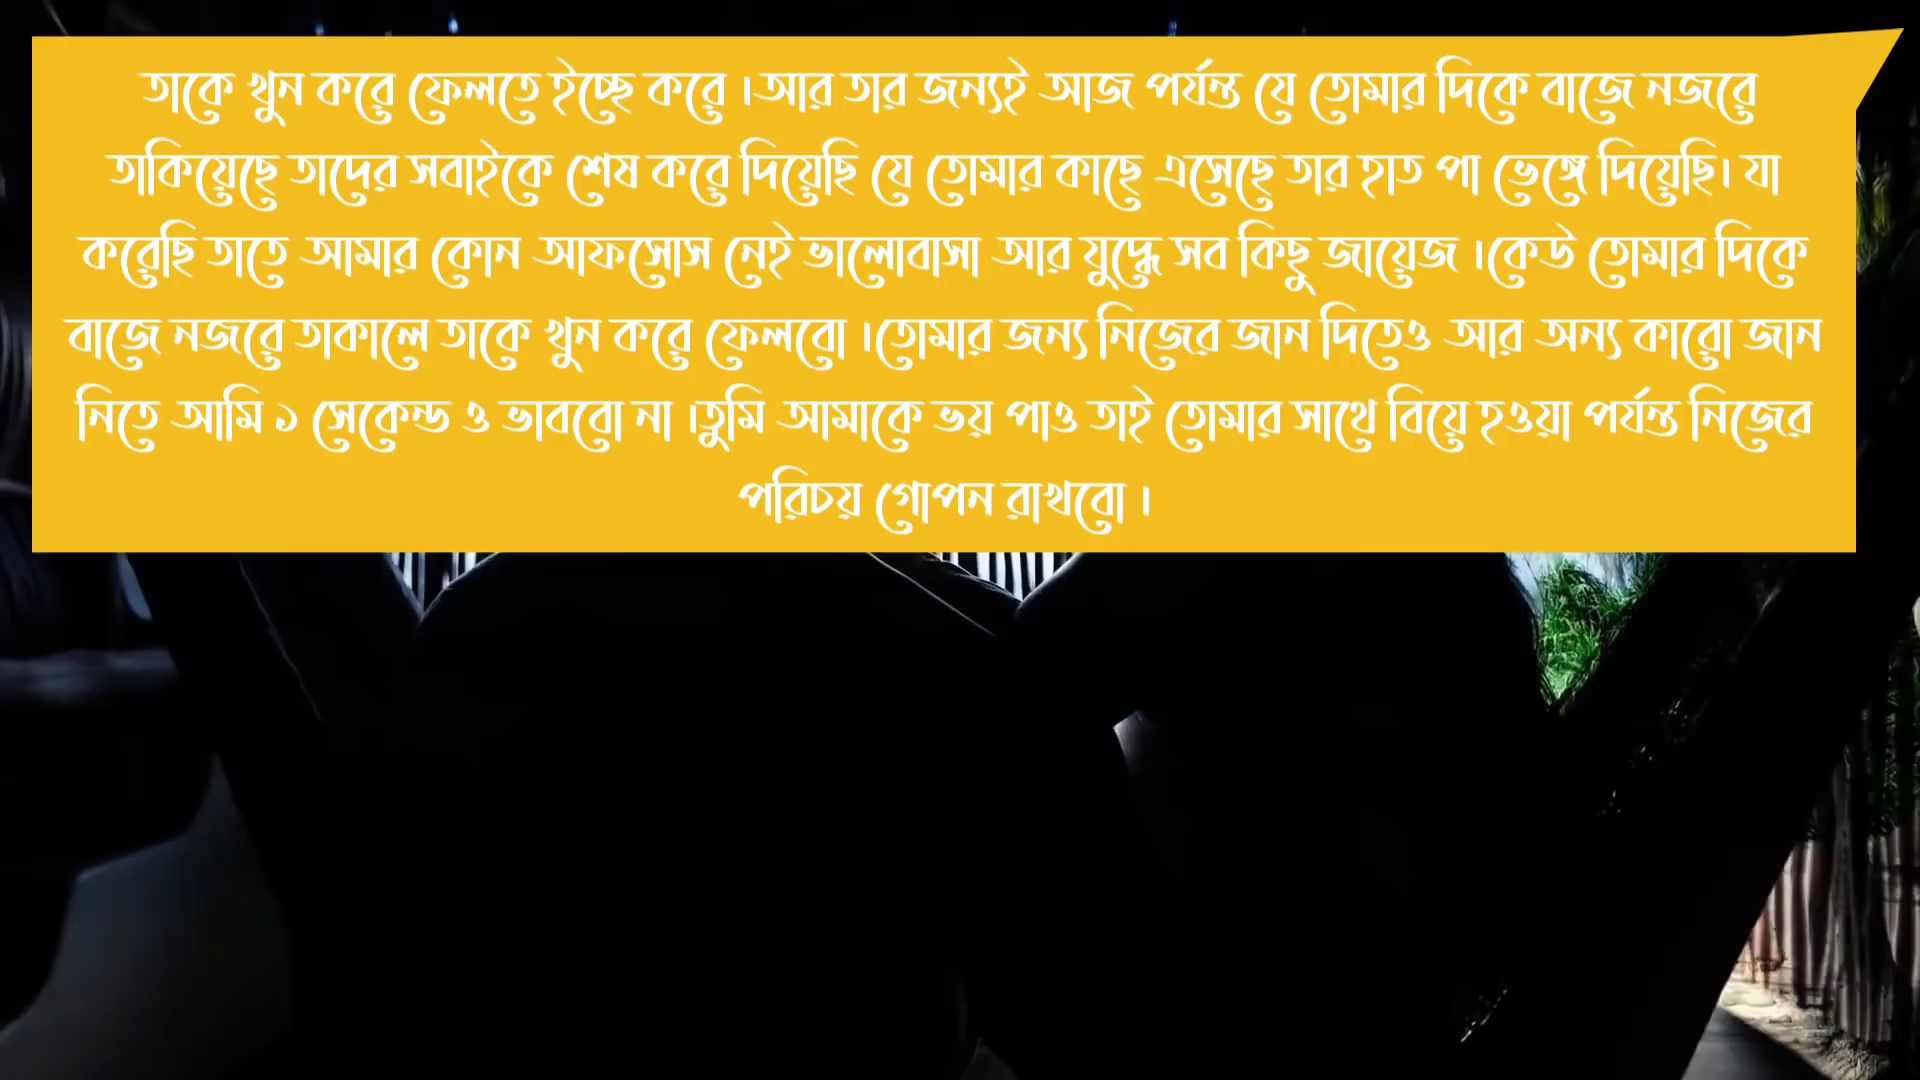 তাকে খুন করে ফেলতে ইচ্ছে করে ।আর তার জন্যই আজ পর্যন্ত যে তোমার দিকে বাজে নজরে
তাকিয়েছে তাদের সবাইকে শেষ করে দিয়েছি যে তোমার কাছে এসেছে তার হাত পা ভেঙ্গে দিয়েছি। যা
করেছি তাতে আমার কোন আফসোস নেই ভালোবাসা আর যুদ্ধে সব কিছু জায়েজ ।কেউ তোমার দিকে
বাজে নজরে তাকালে তাকে খুন করে ফেলবো ।তোমার জন্য নিজের জান দিতেও আর অন্য কারো জান
নিতে আমি ১ সেকেন্ড ও ভাববো না ।তুমি আমাকে ভয় পাও তাই তোমার সাথে বিয়ে হওয়া পর্যন্ত নিজের
পরিচয় গোপন রাখবো ।